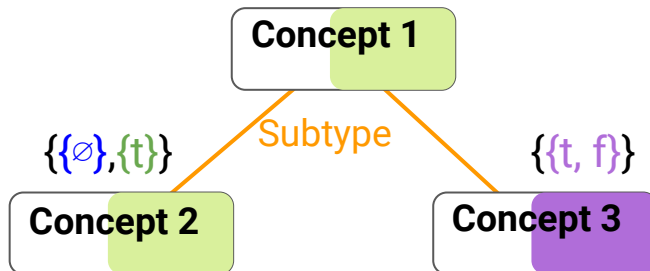 Concept 1
Subtype
{{∅},{t}}
{{t, f}}
Concept 2
Concept 3